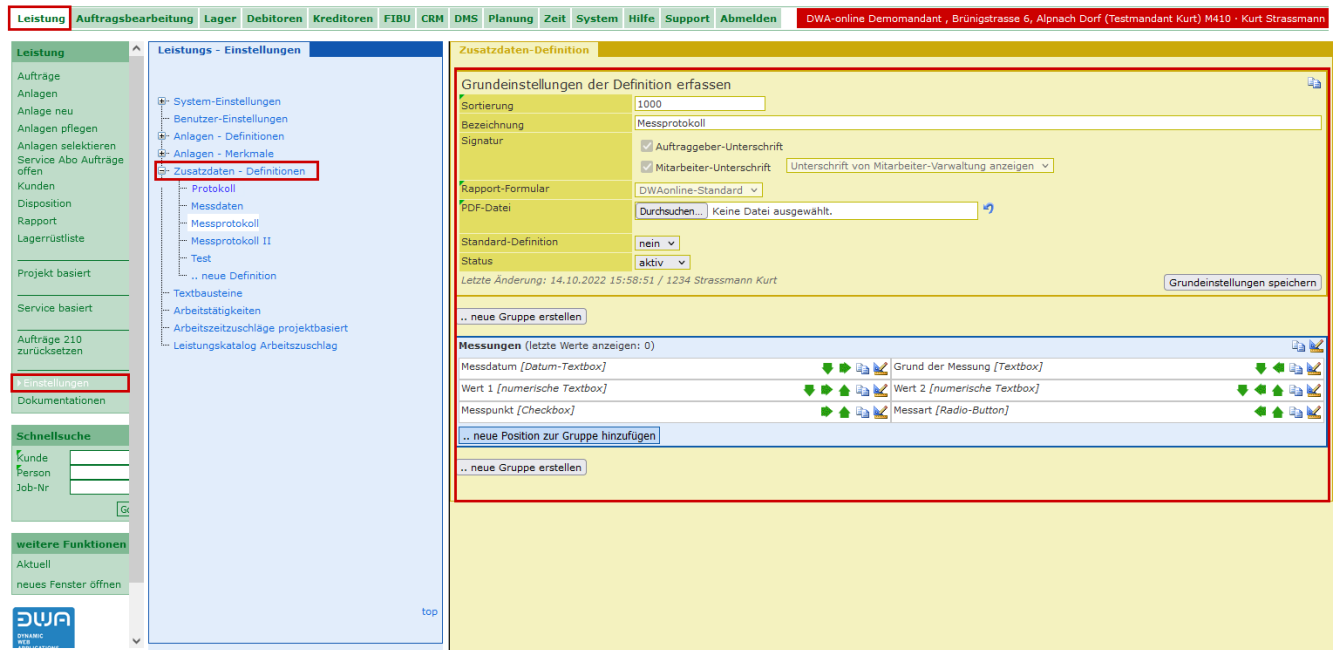 Leistung Auftragsbearbeitung Lager Debitoren Kreditoren FIBU CRM DMS Planung Zeit System Hilfe Support Abmelden DWA-online Demomandant , Brünigstrasse 6, Alpnach Dorf (Testmandant Kurt) M410 · Kurt Strassmann
Leistung
Aufträge
Anlagen
Anlage neu
Anlagen pflegen
Anlagen selektieren
Service Abo Aufträge
offen
Kunden
Disposition
Rapport
Lagerrüstliste
Projekt basiert
Service basiert
Aufträge 210
zurücksetzen
Einstellungen
Dokumentationen
Schnellsuche
Kunde
Person
Job-Nr
weitere Funktionen
Aktuell
neues Fenster öffnen
DWA
DYNAMIC
WEB
APPLICATIONS
Leistungs - Einstellungen
System-Einstellungen
Benutzer-Einstellungen
Anlagen - Definitionen
Anlagen - Merkmale
Zusatzdaten - Definitionen
Protokoll
Messdaten
Messprotokoll
Messprotokoll II
Test
.. neue Definition
Textbausteine
Arbeitstätigkeiten
Arbeitszeitzuschläge projektbasiert
Leistungskatalog Arbeitszuschlag
top
Zusatzdaten-Definition
Grundeinstellungen der Definition erfassen
Sortierung 1000
Bezeichnung Messprotokoll
Signatur Auftraggeber-Unterschrift
Mitarbeiter-Unterschrift Unterschrift von Mitarbeiter-Varwaltung anzeigen
Rapport-Formular DWAonline-Standard
PDF-Datei Durchsuchen... Keine Datei ausgewählt.
Standard-Definition nein
Status aktiv
Letzte Änderung: 14.10.2022 15:58:51 / 1234 Strassmann Kurt Grundeinstellungen speichern
.. neue Gruppe erstellen
Messungen (letzte Werte anzeigen: 0)
Messdatum [Datum-Textbox] Grund der Messung [Textbox]
Wert 1 [numerische Textbox] Wert 2 [numerische Textbox]
Messpunkt [Checkbox] Messart [Radio-Button]
.. neue Position zur Gruppe hinzufügen
.. neue Gruppe erstellen